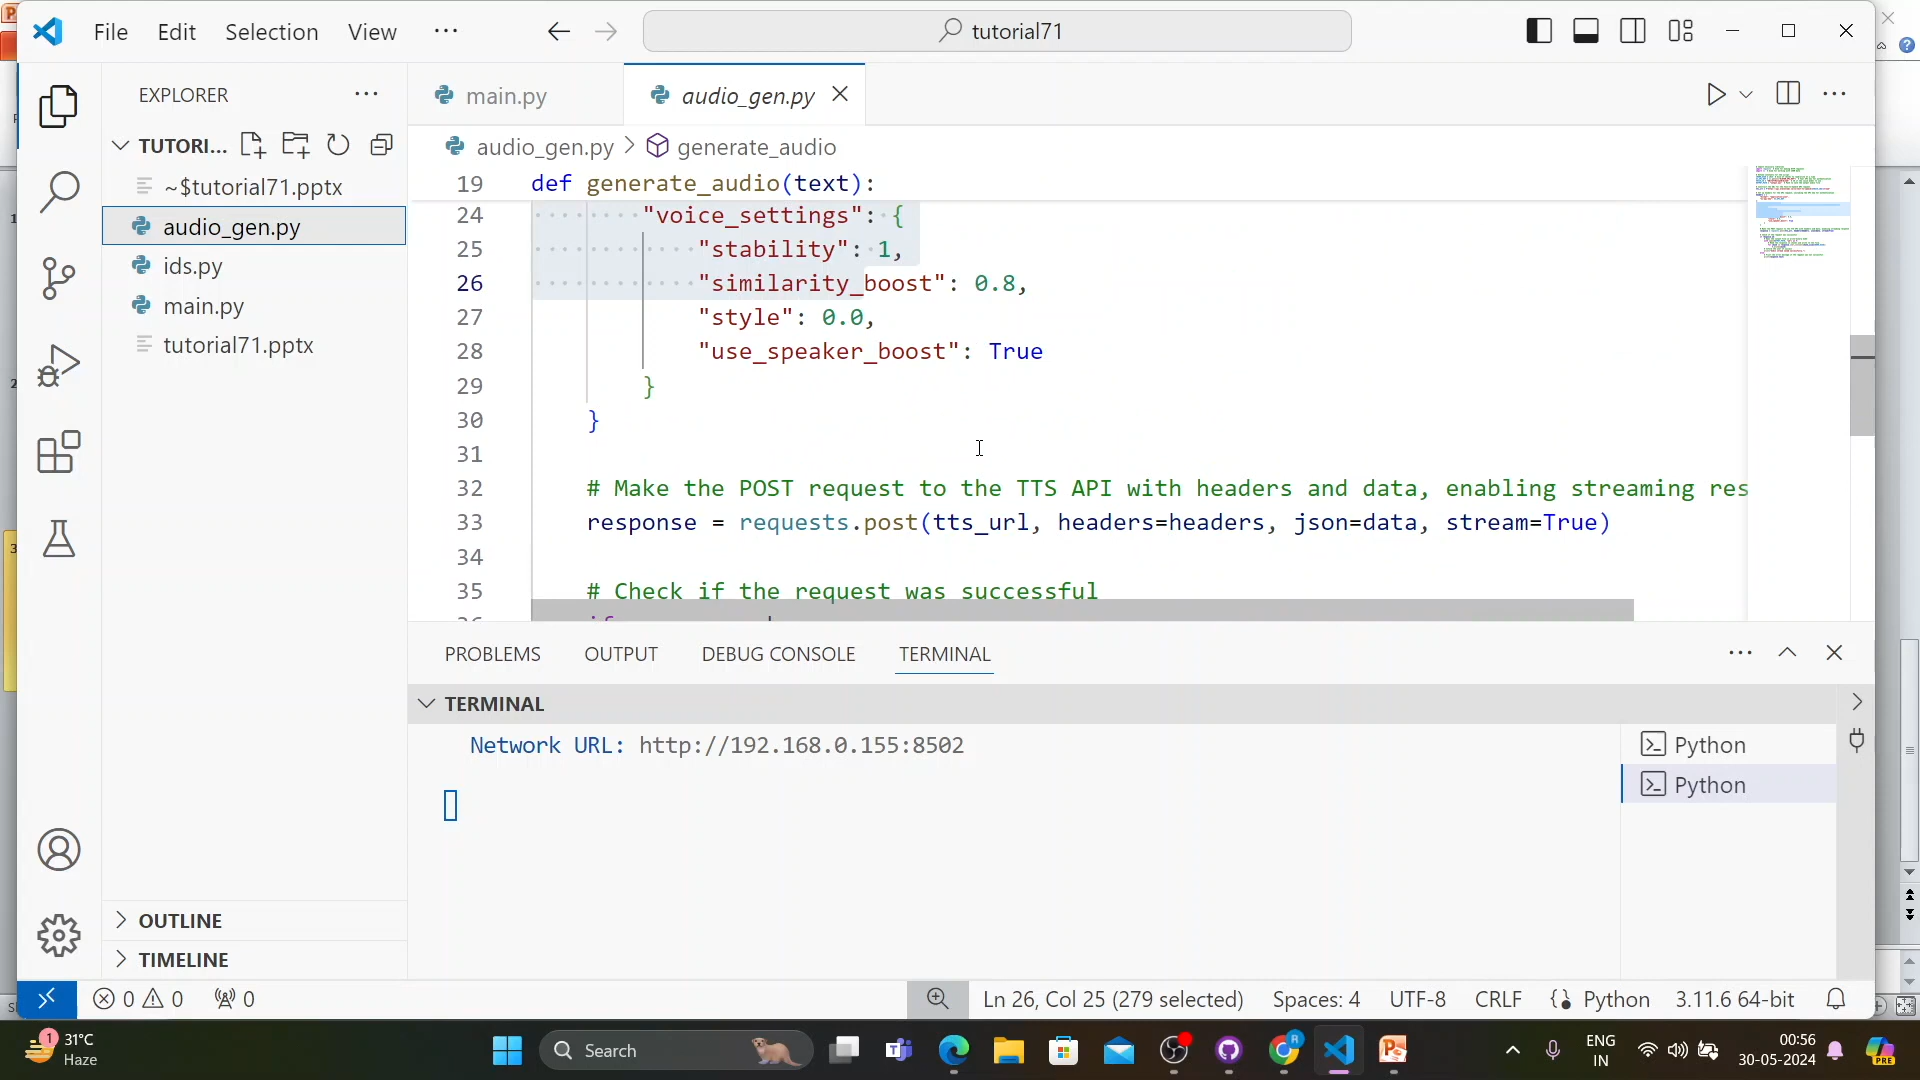 File Edit Selection View ··· tutorial71
EXPLORER
TUTORI...
~$tutorial71.pptx
audio_gen.py
ids.py
main.py
tutorial71.pptx
OUTLINE
TIMELINE
main.py
audio_gen.py
audio_gen.py > generate_audio
19 def generate_audio(text):
24 "voice_settings": {
25 "stability": 1,
26 "similarity_boost": 0.8,
27 "style": 0.0,
28 "use_speaker_boost": True
29 }
30 }
31
32 # Make the POST request to the TTS API with headers and data, enabling streaming res
33 response = requests.post(tts_url, headers=headers, json=data, stream=True)
34
35 # Check if the request was successful
PROBLEMS OUTPUT DEBUG CONSOLE TERMINAL
TERMINAL
Network URL: http://192.168.0.155:8502
Python
Python
0 0 0 Ln 26, Col 25 (279 selected) Spaces: 4 UTF-8 CRLF Python 3.11.6 64-bit
1 31°C
Haze
Search
ENG
IN
00:56
30-05-2024
PRE